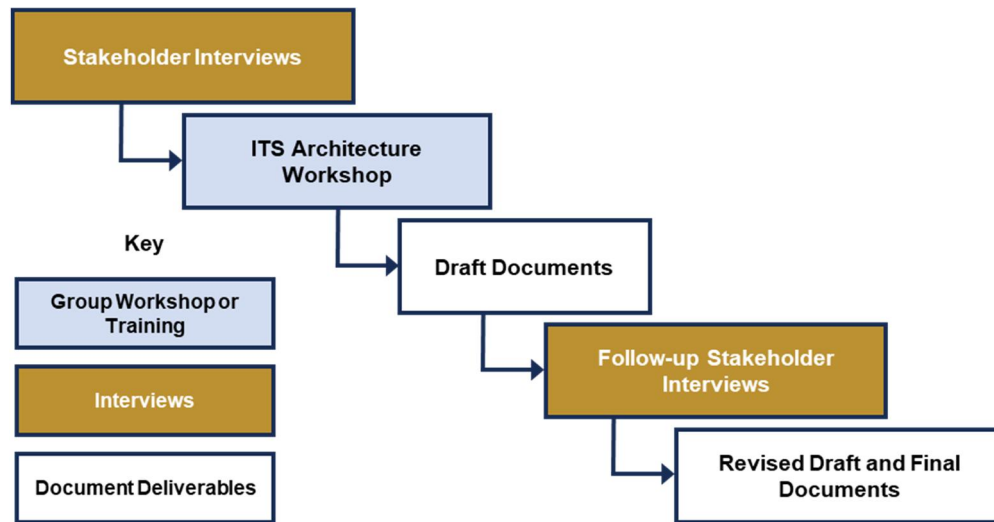 Stakeholder Interviews
ITS Architecture
Workshop
Draft Documents
Follow-up Stakeholder
Interviews
Revised Draft and Final
Documents
Key
Group Workshop or
Training
Interviews
Document Deliverables